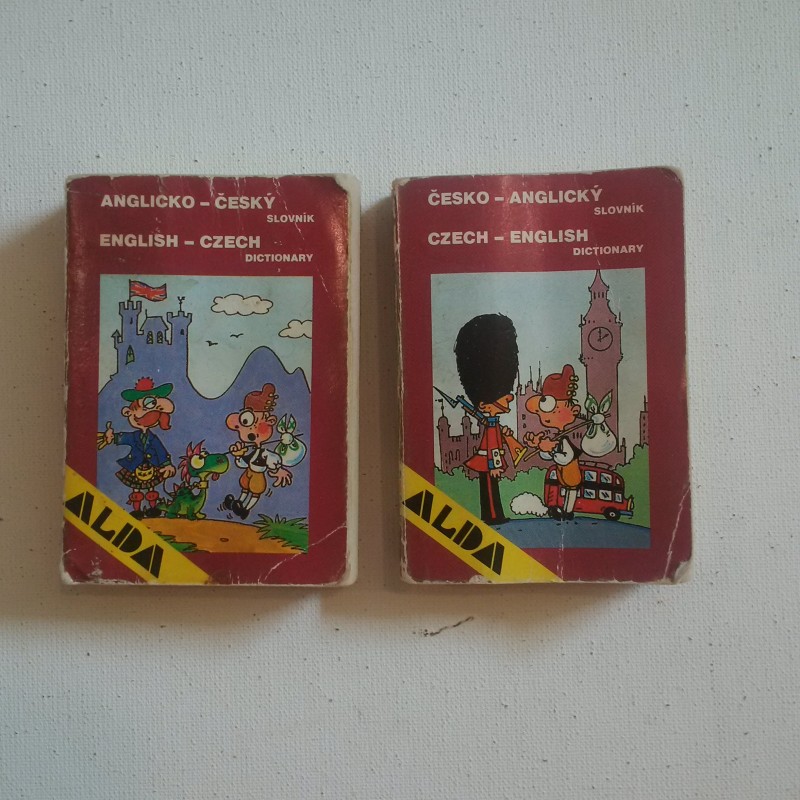 ANGLICKO – ČESKÝ
SLOVNÍK
ENGLISH – CZECH
DICTIONARY
ALDA
ČESKO – ANGLICKÝ
SLOVNÍK
CZECH – ENGLISH
DICTIONARY
ALDA